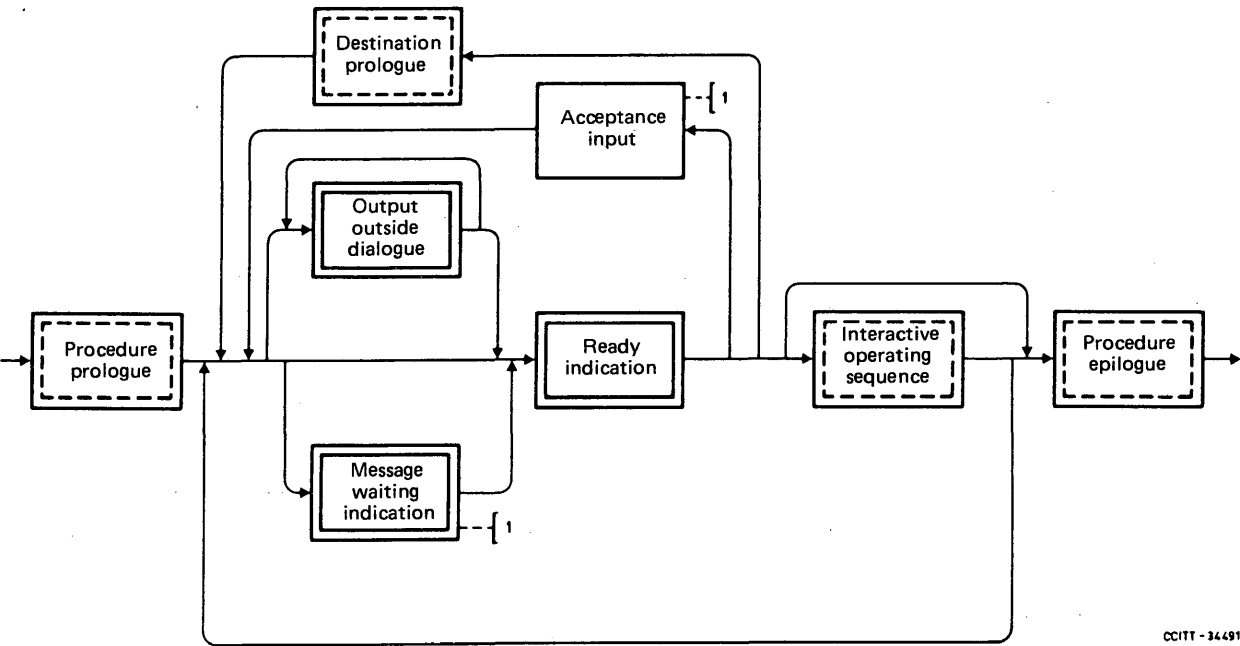 Destination
prologue
Acceptance
input
1
Output
outside
dialogue
Procedure
prologue
Ready
indication
Interactive
operating
sequence
Procedure
epilogue
Message
waiting
indication
1
CCITT - 34491